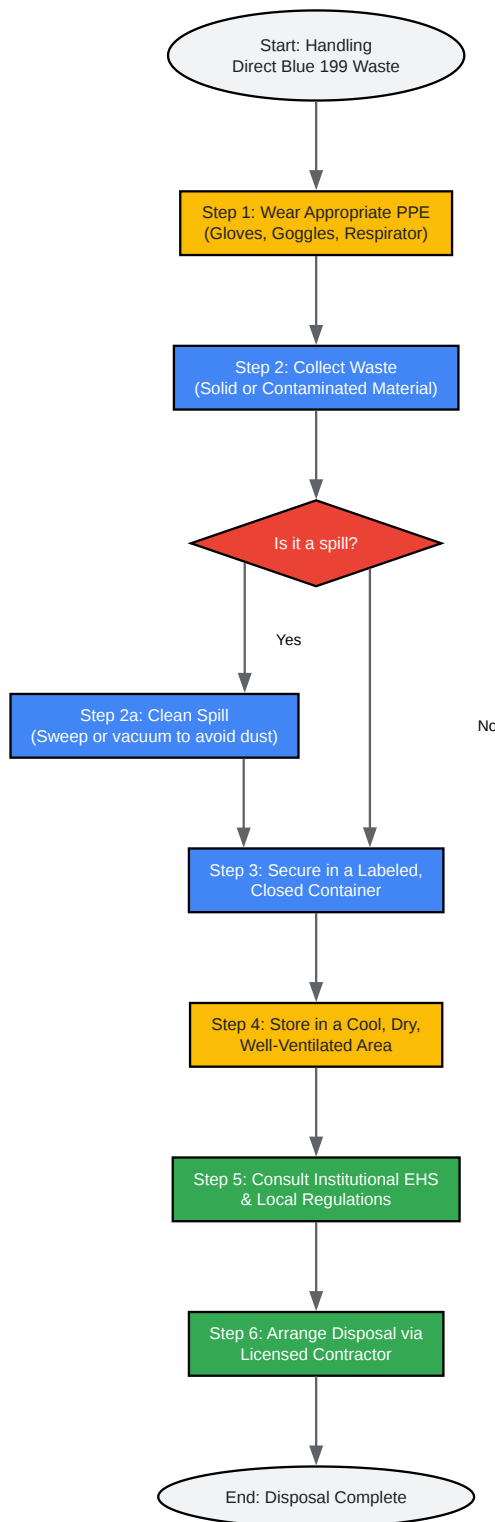 Start: Handling
Direct Blue 199 Waste
Step 1: Wear Appropriate PPE
(Gloves, Goggles, Respirator)
Step 2: Collect Waste
(Solid or Contaminated Material)
Is it a spill?
Yes
Step 2a: Clean Spill
(Sweep or vacuum to avoid dust)
No
Step 3: Secure in a Labeled,
Closed Container
Step 4: Store in a Cool, Dry,
Well-Ventilated Area
Step 5: Consult Institutional EHS
& Local Regulations
Step 6: Arrange Disposal via
Licensed Contractor
End: Disposal Complete